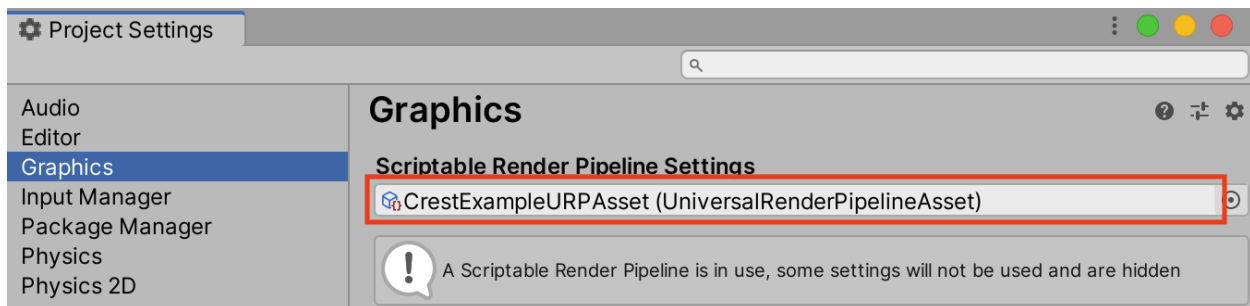 Project Settings
Audio
Editor
Graphics
Input Manager
Package Manager
Physics
Physics 2D
Graphics
Scriptable Render Pipeline Settings
CrestExampleURPAsset (UniversalRenderPipelineAsset)
A Scriptable Render Pipeline is in use, some settings will not be used and are hidden